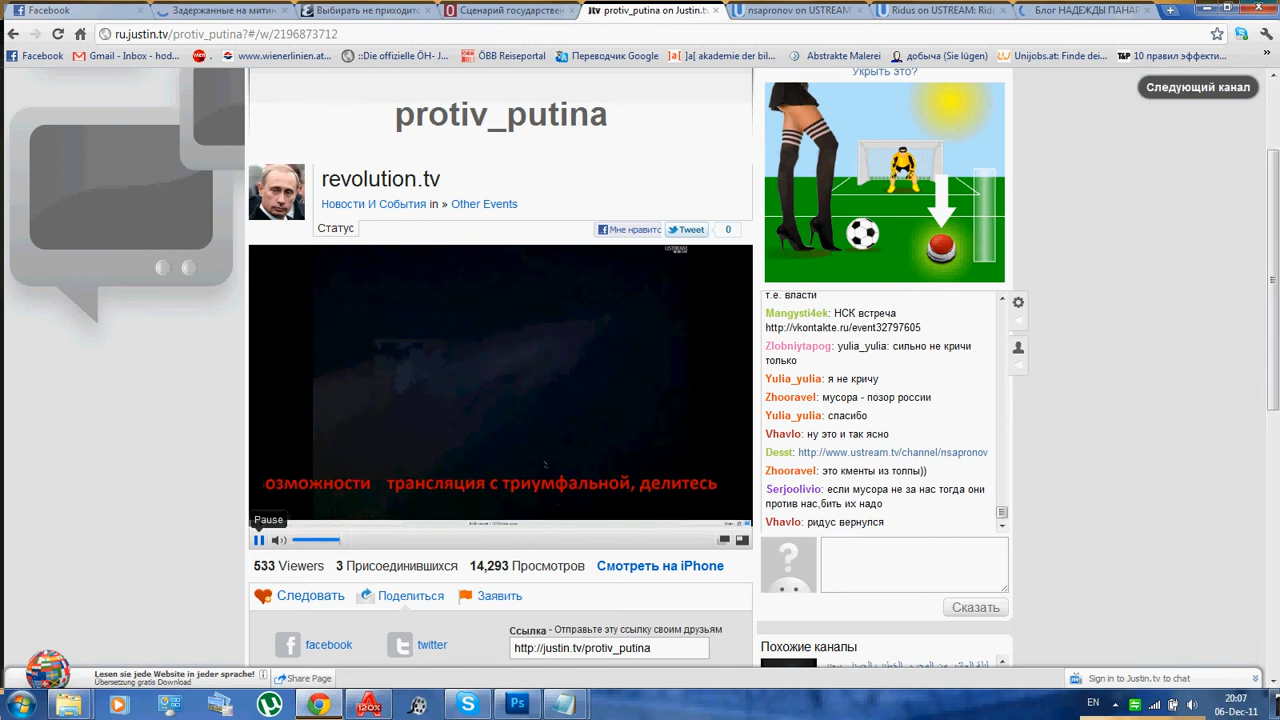 Facebook
Задержанные на митин
Выбирать не приходитс
Сценарий государствен
protiv_putina on Justin.tv
nsapronov on USTREAM
Ridus on USTREAM: Rid
Блог НАДЕЖДЫ ПАНАР
ru.justin.tv/protiv_putina?#/w/2196873712
Facebook
Gmail - Inbox - hod...
www.wienerlinien.at...
::Die offizielle ÖH-
ÖBB Reiseportal
Переводчик Google
]a[ akademie der bil...
Abstrakte Malerei
добыча (Sie lügen)
Unijobs.at: Finde dei...
10 правил эффекти...
Укрыть это?
Следующий канал
protiv_putina
revolution.tv
Новости И События in » Other Events
Статус
Мне нравитс
Tweet
0
USTREAM
озможности трансляция с триумфальной, делитесь
Pause
533 Viewers 3 Присоединившихся 14,293 Просмотров Смотреть на iPhone
Следовать
Поделиться
Заявить
facebook
twitter
Ссылка - Отправьте эту ссылку своим друзьям
http://justin.tv/protiv_putina
т.е. власти
Mangysti4ek: НСК встреча
http://vkontakte.ru/event32797605
Zlobniytapog: yulia_yulia: сильно не кричи
только
Yulia_yulia: я не кричу
Zhooravel: мусора - позор россии
Yulia_yulia: спасибо
Vhavlo: ну это и так ясно
Desst: http://www.ustream.tv/channel/nsapronov
Zhooravel: это кменты из толпы))
Serjoolivio: если мусора не за нас тогда они
против нас,бить их надо
Vhavlo: ридус вернулся
Сказать
Похожие каналы
Lesen sie jede Website in jeder sprache!
Übersetzung gratis Download
Share Page
Sign in to Justin.tv to chat
EN
20:07
06-Dec-11